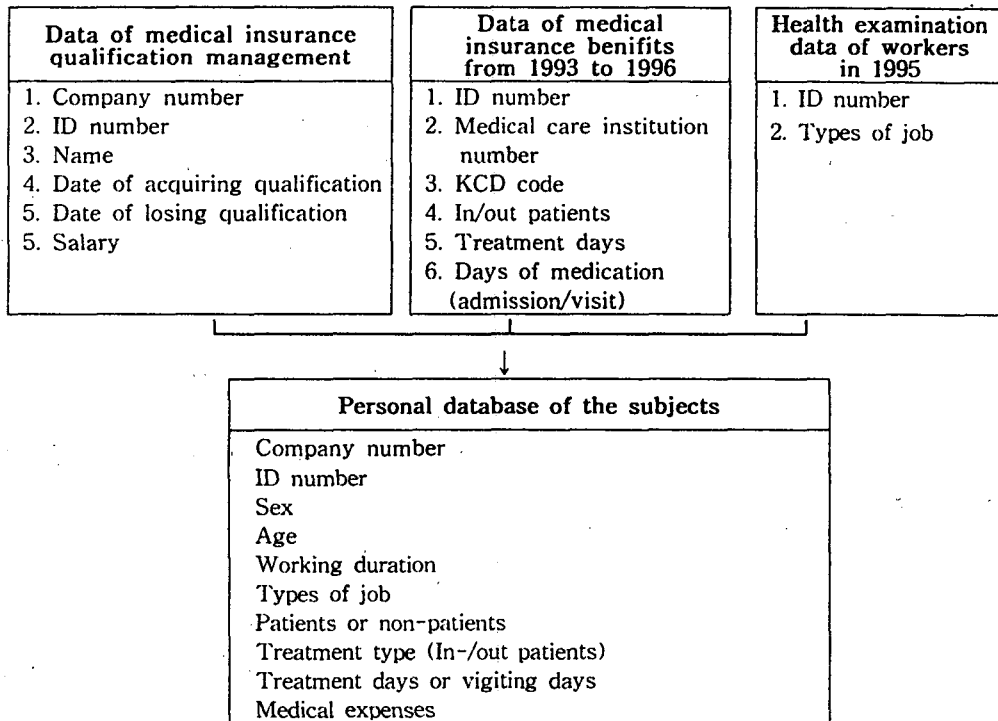 Data of medical insurance
qualification management
1. Company number
2. ID number
3. Name
4. Date of acquiring qualification
5. Date of losing qualification
5. Salary
Data of medical
insurance benifits
from 1993 to 1996
1. ID number
2. Medical care institution
number
3. KCD code
4. In/out patients
5. Treatment days
6. Days of medication
(admission/visit)
Health examination
data of workers
in 1995
1. ID number
2. Types of job
Personal database of the subjects
Company number
ID number
Sex
Age
Working duration
Types of job
Patients or non-patients
Treatment type (In-/out patients)
Treatment days or vigiting days
Medical expenses